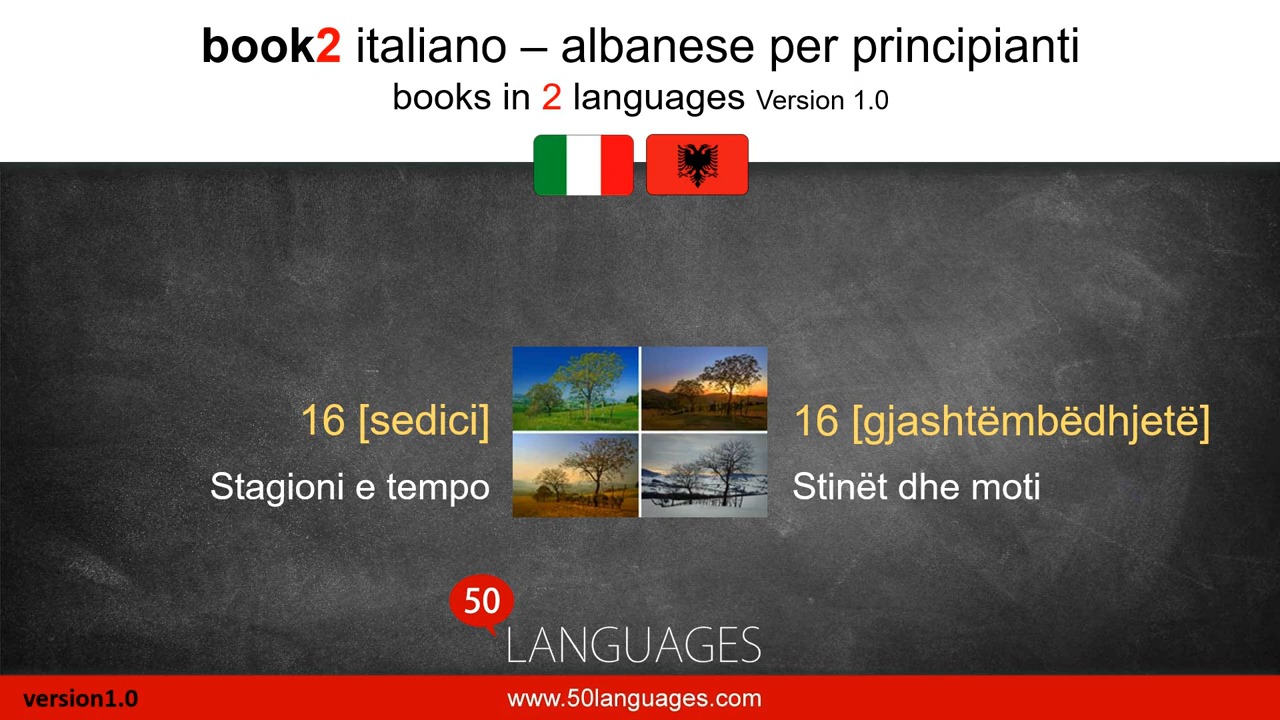 book2 italiano – albanese per principianti
books in 2 languages Version 1.0
16 [sedici]
Stagioni e tempo
16 [gjashtëmbëdhjetë]
Stinët dhe moti
50
LANGUAGES
version1.0
www.50languages.com